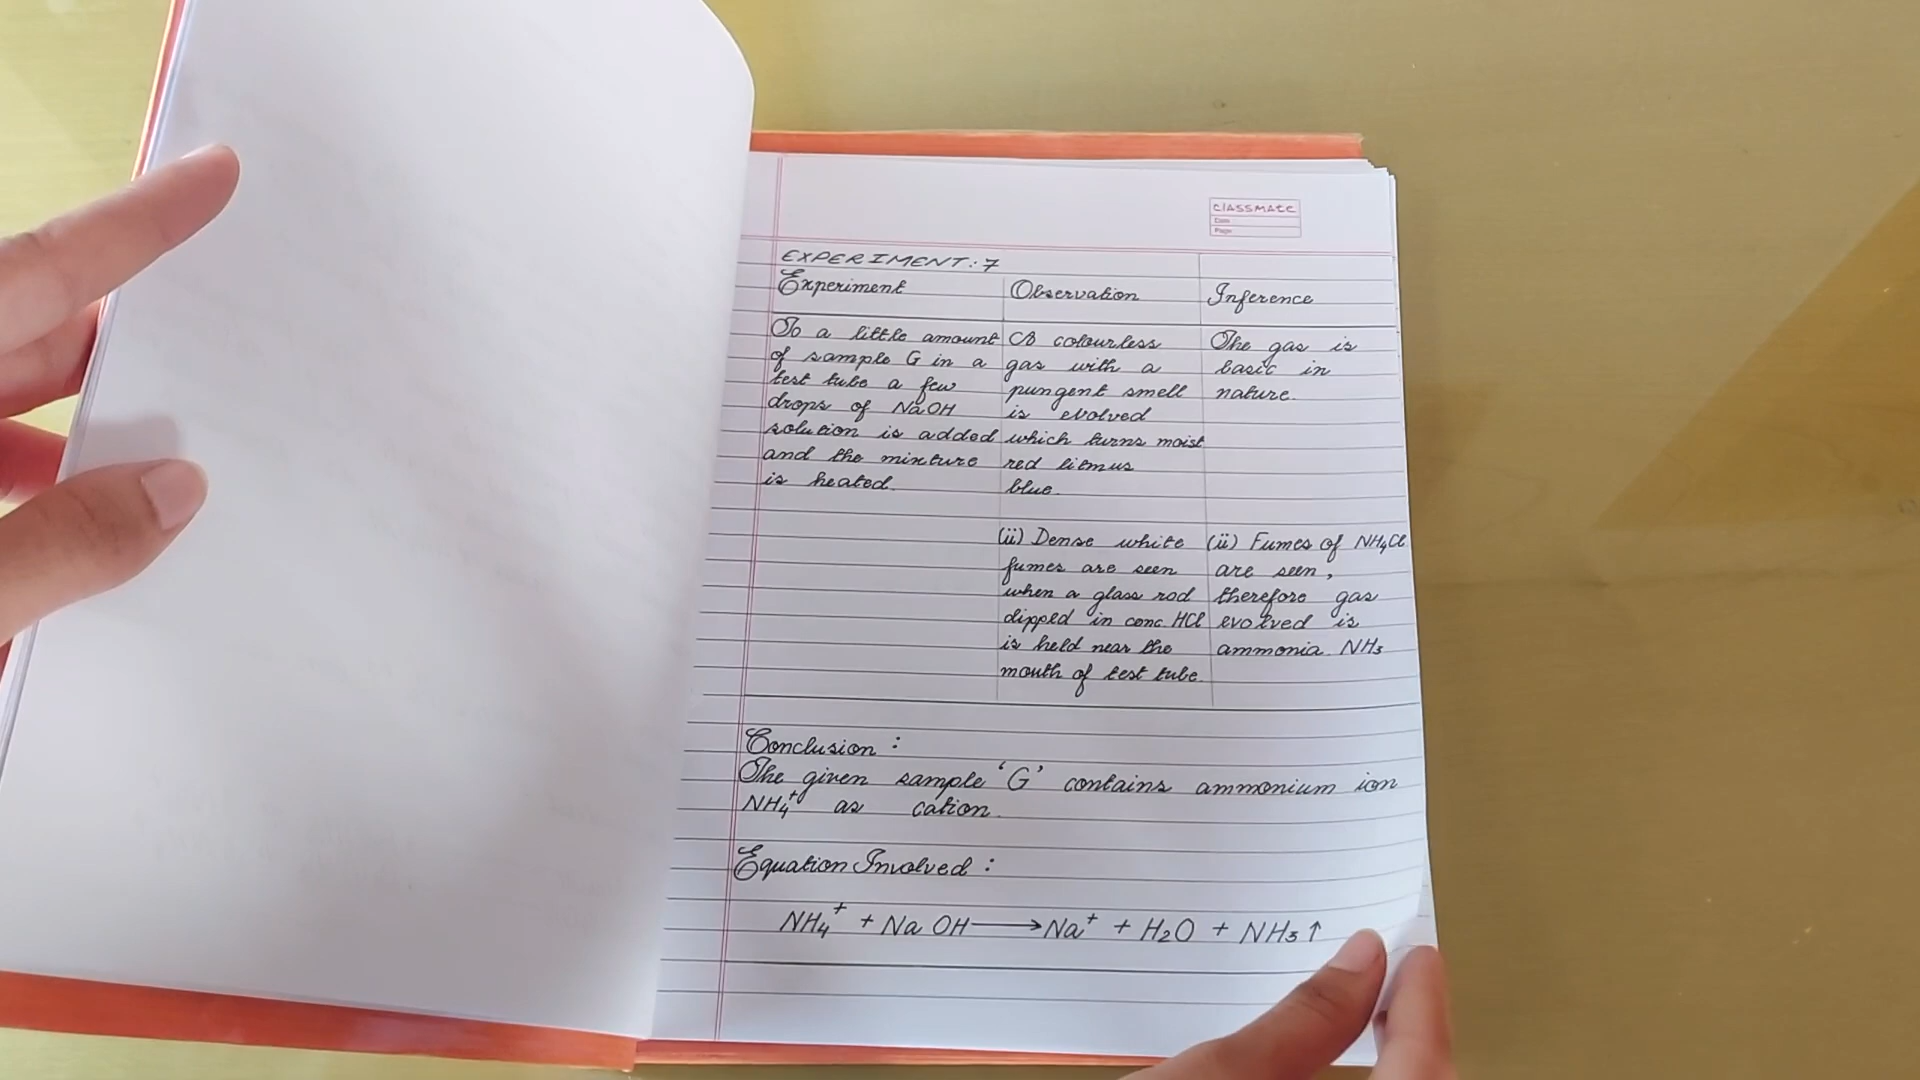 classmate
Date
Page
EXPERIMENT: 7
Experiment
To a little amount
of sample G in a
test tube a few
drops of NaOH
solution is added
and the mixture
is heated.
Observation
A colourless
gas with a
pungent smell
is evolved
which turns moist
red litmus
blue.
(ii) Dense white
fumes are seen
when a glass rod
dipped in conc. HCl
is held near the
mouth of test tube.
Inference
The gas is
basic in
nature.
(ii) Fumes of NH₄Cl
are seen,
therefore gas
evolved is
ammonia NH₃
Conclusion :
The given sample 'G' contains ammonium ion
NH₄⁺ as cation.
Equation Involved :
NH₄⁺ + Na OH ⟶ Na⁺ + H₂O + NH₃↑